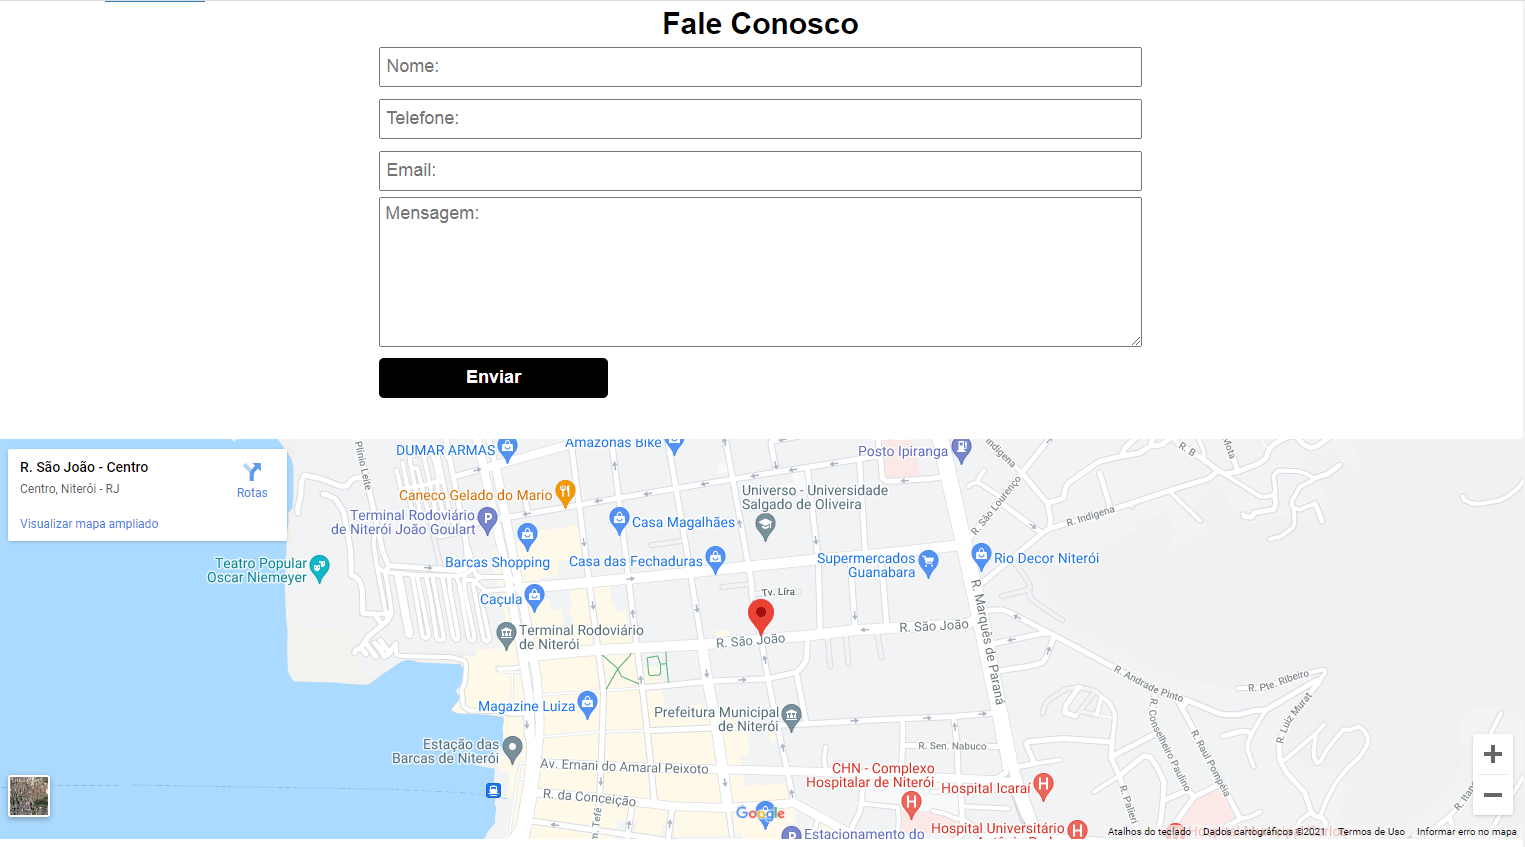 Fale Conosco
Nome:
Telefone:
Email:
Mensagem:
Enviar
R. São João - Centro
Centro, Niterói - RJ
Rotas
Visualizar mapa ampliado
Plínio Leite
DUMAR ARMAS
Amazonas Bike
Posto Ipiranga
Indígena
R. B
Mota
Caneco Gelado do Mario
Universo - Universidade
Salgado de Oliveira
R. São Lourenço
Terminal Rodoviário
de Niterói João Goulart
Casa Magalhães
R. Indígena
Barcas Shopping
Casa das Fechaduras
Supermercados
Guanabara
Rio Decor Niterói
Teatro Popular
Oscar Niemeyer
Caçula
Tv. Lira
R. Marquês de Paraná
Terminal Rodoviário
de Niterói
R. São João
R. São João
R. Andrade Pinto
R. Pte. Ribeiro
Magazine Luiza
Prefeitura Municipal
de Niterói
R. Luiz Murat
R. Conselheiro Paulino
R. Raul Pompéia
Estação das
Barcas de Niterói
R. Sen. Nabuco
Av. Ernani do Amaral Peixoto
CHN - Complexo
Hospitalar de Niterói
Hospital Icaraí
R. Palieri
R. da Conceição
Google
Hospital Universitário
Estacionamento do
Atalhos do teclado
Dados cartográficos ©2021
Termos de Uso
Informar erro no mapa